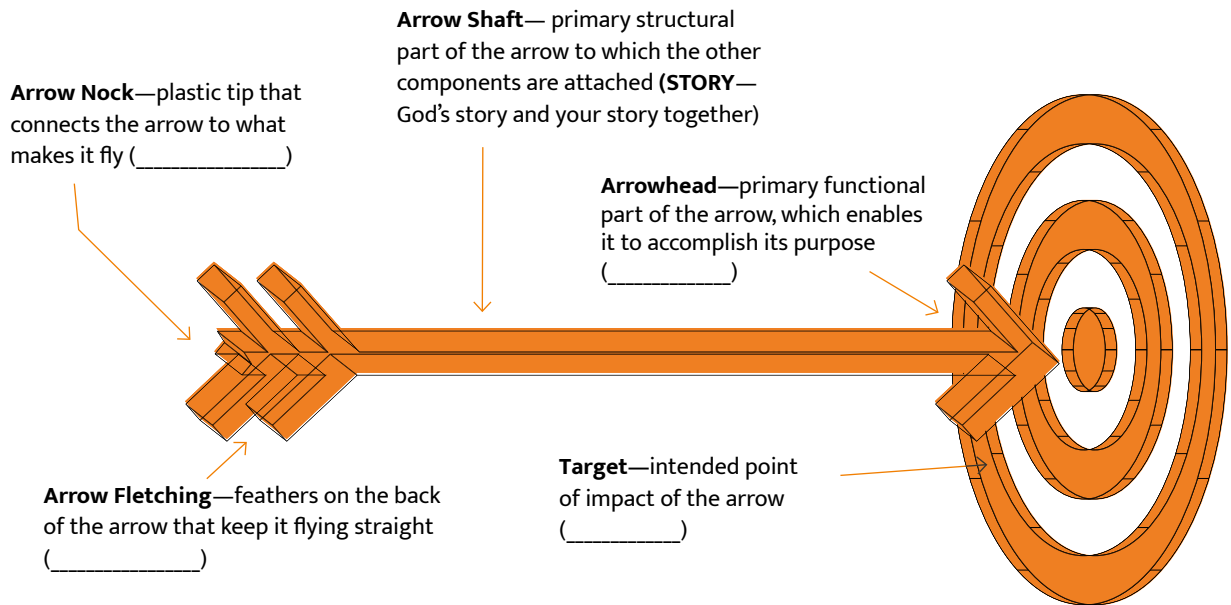 Arrow Shaft— primary structural
part of the arrow to which the other
components are attached (STORY—
God’s story and your story together)
Arrow Nock—plastic tip that
connects the arrow to what
makes it fly (_________________)
Arrowhead—primary functional
part of the arrow, which enables
it to accomplish its purpose
(______________)
Target—intended point
of impact of the arrow
(_____________)
Arrow Fletching—feathers on the back
of the arrow that keep it flying straight
(_________________)